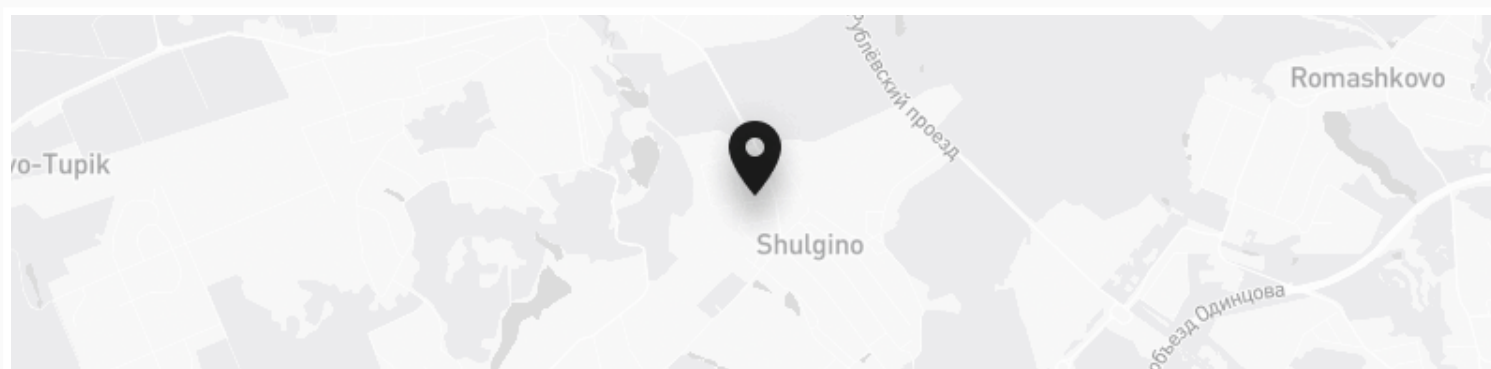 Рублёвский проезд
Romashkovo
vo-Tupik
Shulgino
объезд Одинцова